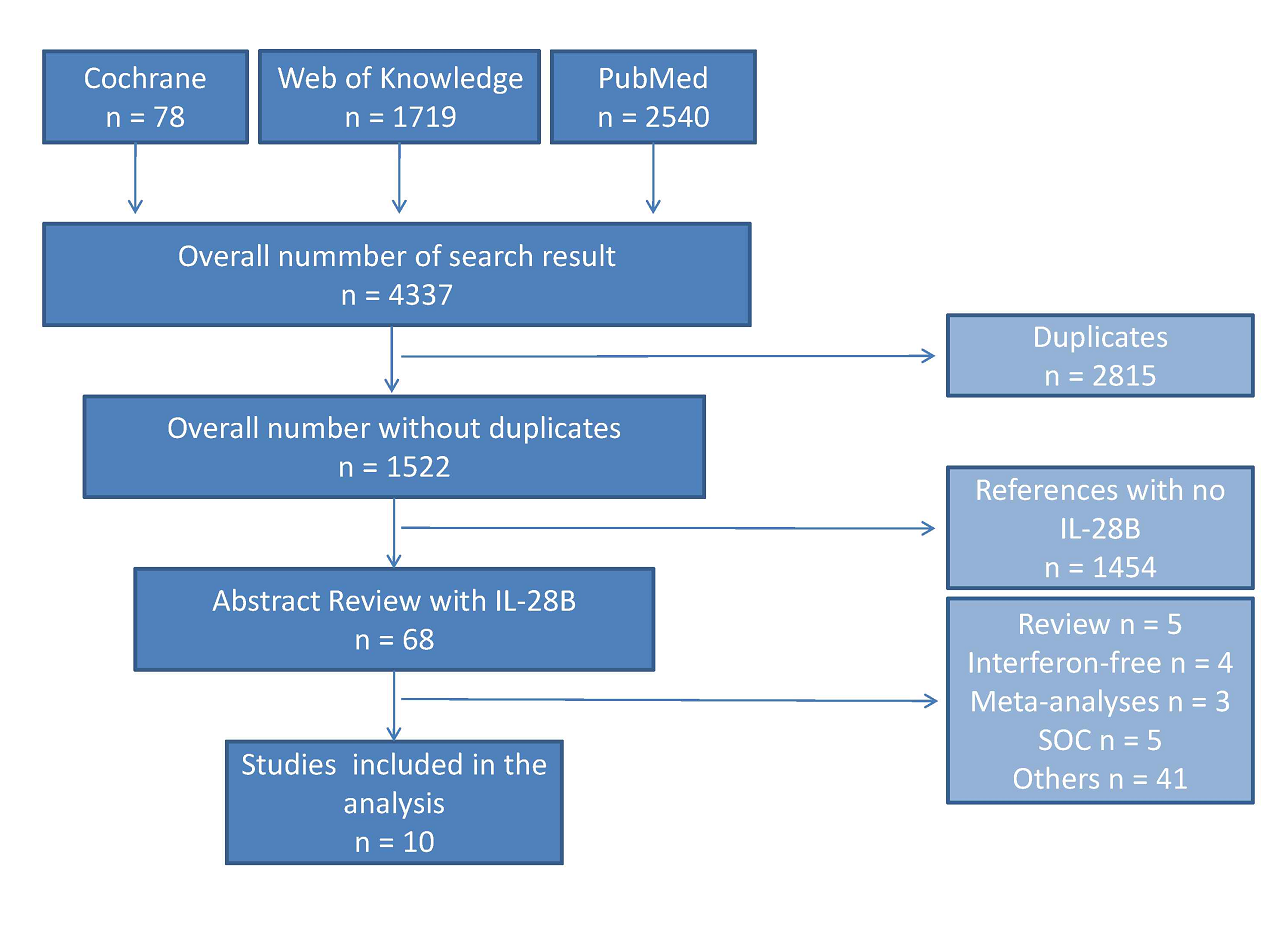 Cochrane
n = 78
Web of Knowledge
n = 1719
PubMed
n = 2540
Overall nummber of search result
n = 4337
Duplicates
n = 2815
Overall number without duplicates
n = 1522
References with no
IL-28B
n = 1454
Abstract Review with IL-28B
n = 68
Review n = 5
Interferon-free n = 4
Meta-analyses n = 3
SOC n = 5
Others n = 41
Studies  included in the
analysis
n = 10